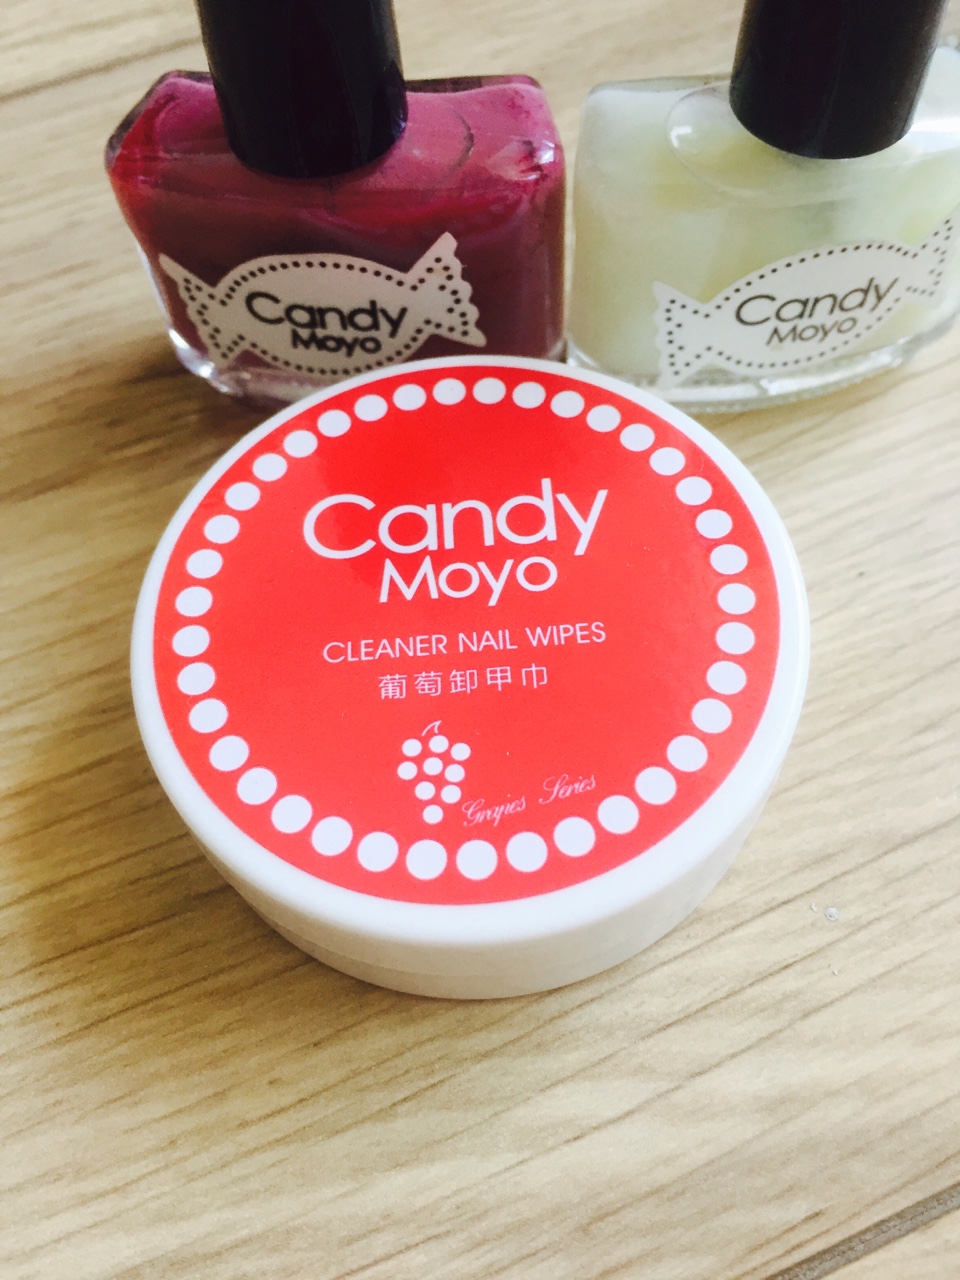 Candy
Moyo
Candy
Moyo
Candy
Moyo
CLEANER NAIL WIPES
葡萄卸甲巾
Grapes Series